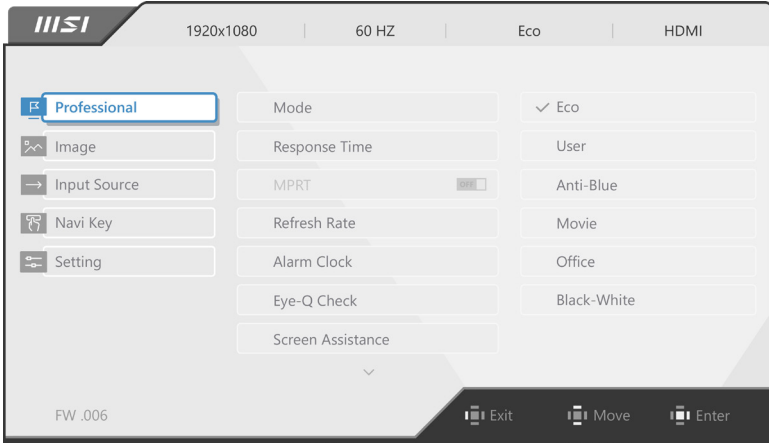 msi 1920x1080 60 HZ Eco HDMI
Professional Mode Eco
Image Response Time User
Input Source MPRT OFF Anti-Blue
Navi Key Refresh Rate Movie
Setting Alarm Clock Office
Eye-Q Check Black-White
Screen Assistance
FW .006 Exit Move Enter